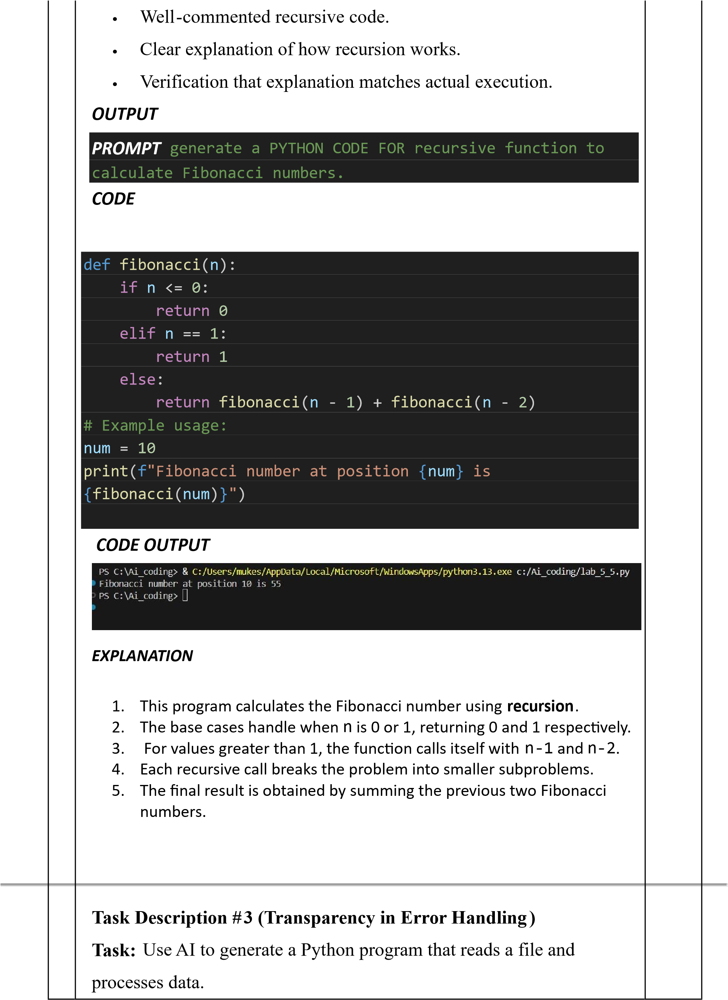 • Well-commented recursive code.
• Clear explanation of how recursion works.
• Verification that explanation matches actual execution.
OUTPUT
PROMPT generate a PYTHON CODE FOR recursive function to
calculate Fibonacci numbers.
CODE
def fibonacci(n):
    if n <= 0:
        return 0
    elif n == 1:
        return 1
    else:
        return fibonacci(n - 1) + fibonacci(n - 2)
# Example usage:
num = 10
print(f"Fibonacci number at position {num} is
{fibonacci(num)}")
CODE OUTPUT
PS C:\Ai_coding> & C:/Users/mukes/AppData/Local/Microsoft/WindowsApps/python3.13.exe c:/Ai_coding/lab_5_5.py
Fibonacci number at position 10 is 55
PS C:\Ai_coding>
EXPLANATION
1. This program calculates the Fibonacci number using recursion.
2. The base cases handle when n is 0 or 1, returning 0 and 1 respectively.
3. For values greater than 1, the function calls itself with n-1 and n-2.
4. Each recursive call breaks the problem into smaller subproblems.
5. The final result is obtained by summing the previous two Fibonacci
numbers.
Task Description #3 (Transparency in Error Handling)
Task: Use AI to generate a Python program that reads a file and
processes data.